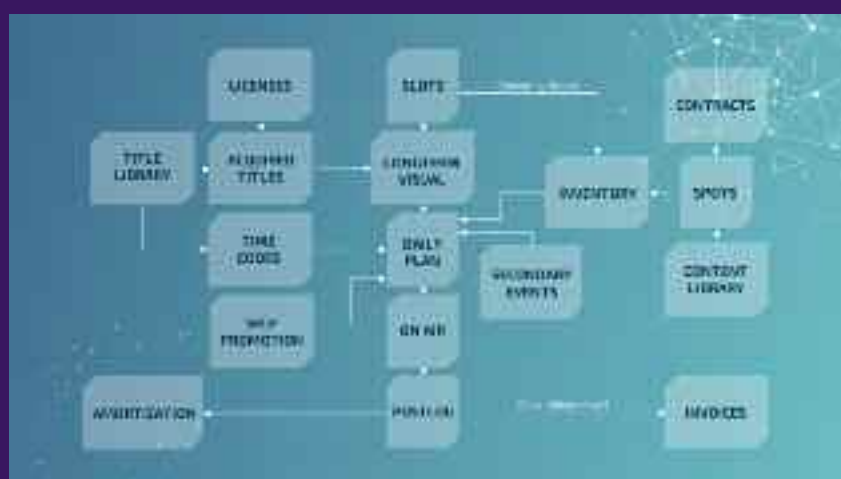 LICENSES
SLOTS
CONTRACTS
TITLE
LIBRARY
ACQUIRED
TITLES
LONGTERM
VISUAL
INVENTORY
SPOTS
TIME
CODES
DAILY
PLAN
SECONDARY
EVENTS
CONTENT
LIBRARY
SELF
PROMOTION
ON AIR
AMORTIZATION
INVOICES